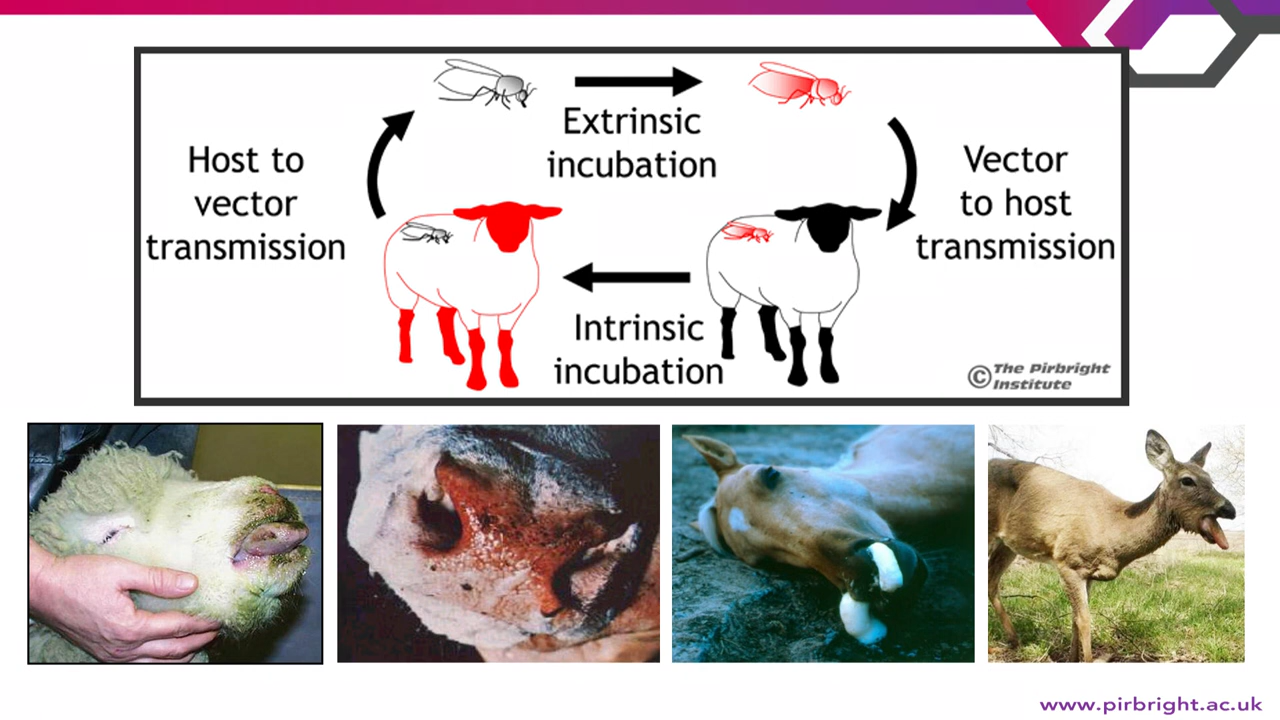 Extrinsic
incubation
Host to
vector
transmission
Vector
to host
transmission
Intrinsic
incubation
© The Pirbright
Institute
www.pirbright.ac.uk